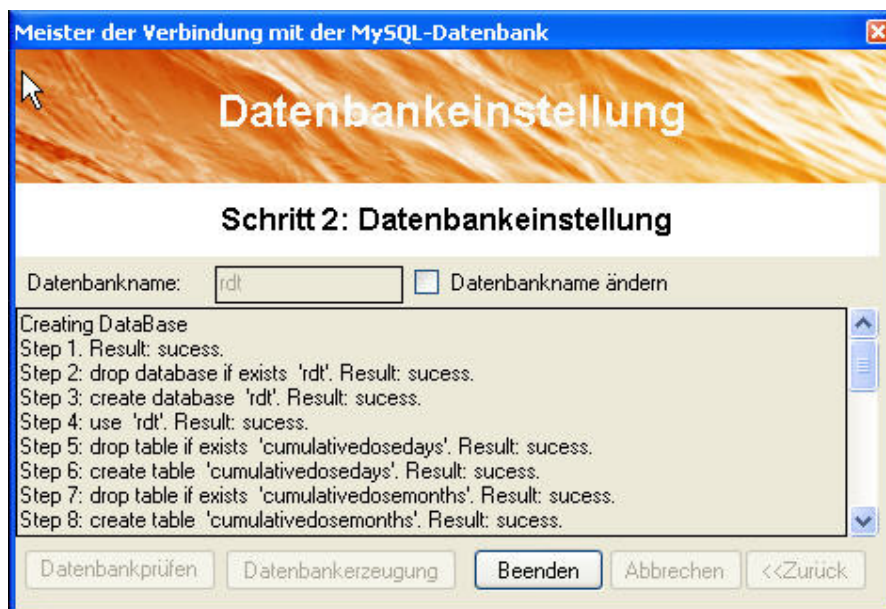 Meister der Verbindung mit der MySQL-Datenbank
Datenbankeinstellung
Schritt 2: Datenbankeinstellung
Datenbankname: rdt Datenbankname ändern
Creating DataBase
Step 1. Result: sucess.
Step 2: drop database if exists 'rdt'. Result: sucess.
Step 3: create database 'rdt'. Result: sucess.
Step 4: use 'rdt'. Result: sucess.
Step 5: drop table if exists 'cumulativedosedays'. Result: sucess.
Step 6: create table 'cumulativedosedays'. Result: sucess.
Step 7: drop table if exists 'cumulativedosemonths'. Result: sucess.
Step 8: create table 'cumulativedosemonths'. Result: sucess.
Datenbankprüfen Datenbankerzeugung Beenden Abbrechen <<Zurück